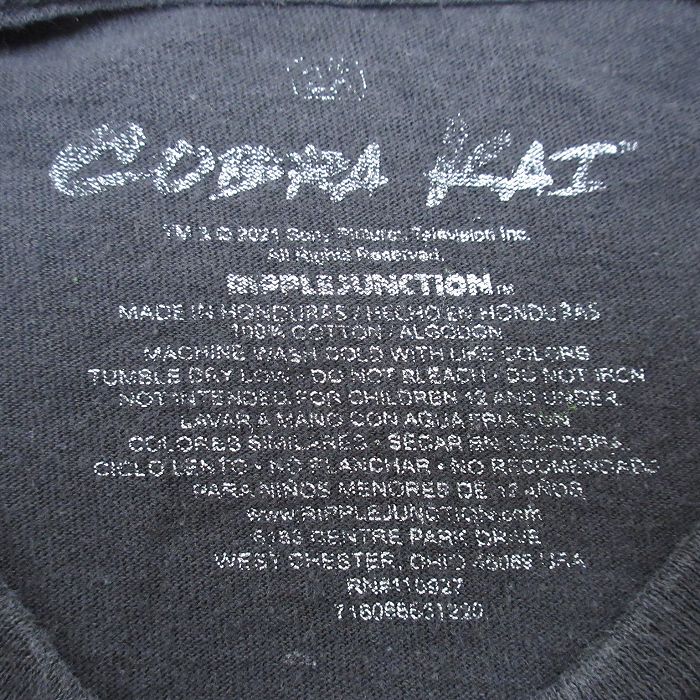 COBRA KAI™
TM & © 2021 Sony Pictures Television Inc.
All Rights Reserved.
RIPPLEJUNCTION™
MADE IN HONDURAS / HECHO EN HONDURAS
100% COTTON / ALGODON
MACHINE WASH COLD WITH LIKE COLORS
TUMBLE DRY LOW · DO NOT BLEACH · DO NOT IRON
NOT INTENDED FOR CHILDREN 12 AND UNDER.
LAVAR A MANO CON AGUA FRIA CON
COLORES SIMILARES · SECAR EN SECADORA
CICLO LENTO · NO PLANCHAR · NO RECOMENDADO
PARA NIÑOS MENORES DE 12 AÑOS
www.RIPPLEJUNCTION.com
CENTRE PARK DRIVE
WEST CHESTER, OHIO 45069 USA